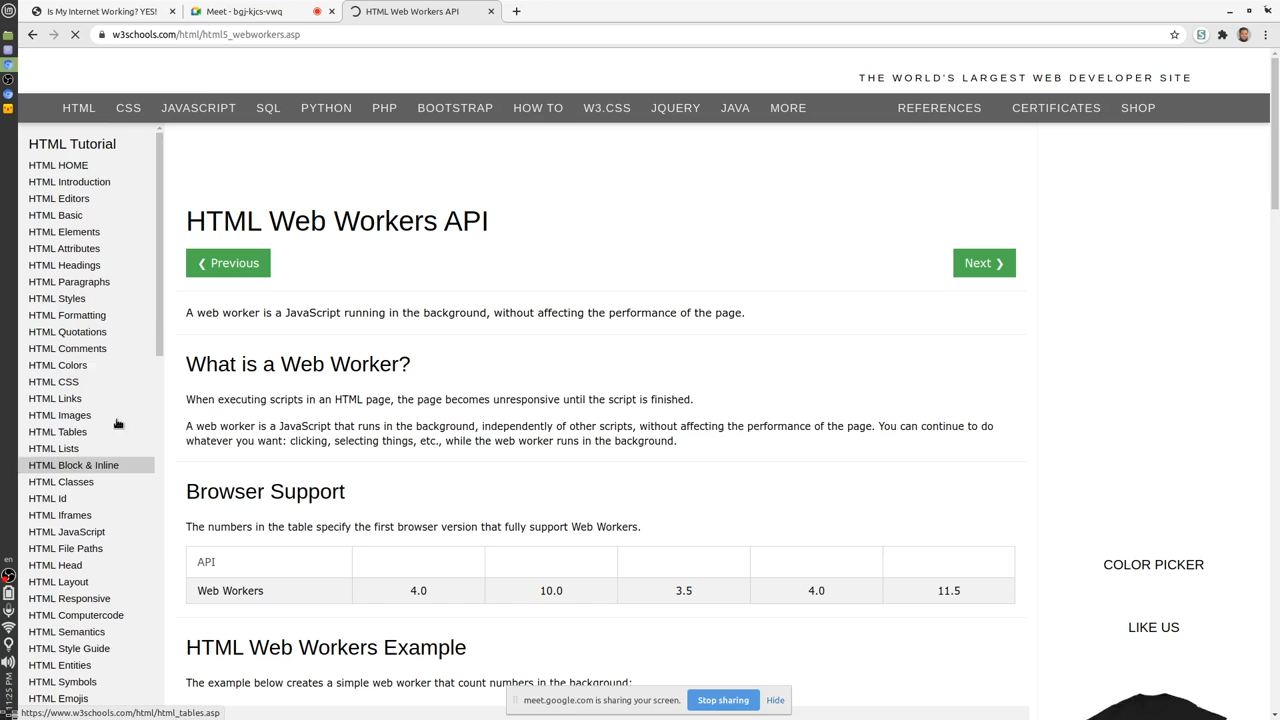 Is My Internet Working? YES!
Meet - bgj-kjcs-vwq
HTML Web Workers API
w3schools.com/html/html5_webworkers.asp
THE WORLD'S LARGEST WEB DEVELOPER SITE
HTML CSS JAVASCRIPT SQL PYTHON PHP BOOTSTRAP HOW TO W3.CSS JQUERY JAVA MORE REFERENCES CERTIFICATES SHOP
HTML Tutorial
HTML HOME
HTML Introduction
HTML Editors
HTML Basic
HTML Elements
HTML Attributes
HTML Headings
HTML Paragraphs
HTML Styles
HTML Formatting
HTML Quotations
HTML Comments
HTML Colors
HTML CSS
HTML Links
HTML Images
HTML Tables
HTML Lists
HTML Block & Inline
HTML Classes
HTML Id
HTML Iframes
HTML JavaScript
HTML File Paths
HTML Head
HTML Layout
HTML Responsive
HTML Computercode
HTML Semantics
HTML Style Guide
HTML Entities
HTML Symbols
HTML Emojis
https://www.w3schools.com/html/html_tables.asp
HTML Web Workers API
❮ Previous
Next ❯
A web worker is a JavaScript running in the background, without affecting the performance of the page.
What is a Web Worker?
When executing scripts in an HTML page, the page becomes unresponsive until the script is finished.
A web worker is a JavaScript that runs in the background, independently of other scripts, without affecting the performance of the page. You can continue to do
whatever you want: clicking, selecting things, etc., while the web worker runs in the background.
Browser Support
The numbers in the table specify the first browser version that fully support Web Workers.
API
Web Workers 4.0 10.0 3.5 4.0 11.5
HTML Web Workers Example
The example below creates a simple web worker that count numbers in the background:
COLOR PICKER
LIKE US
meet.google.com is sharing your screen. Stop sharing Hide
en
11:25 PM